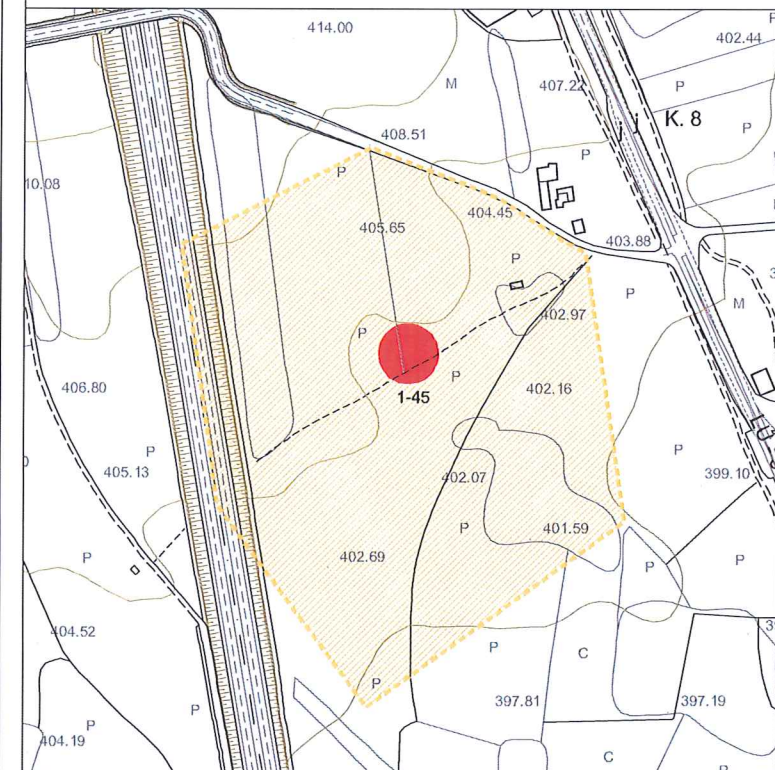 414.00
402.44
M
407.22
P
K. 8
408.51
P
P
P
10.08
405.65
404.45
403.88
P
P
M
402.97
P
1-45
P
402.16
406.80
P
405.13
P
399.10
402.07
P
401.59
402.69
P
P
P
404.52
P
C
P
397.81
397.19
P
P
404.19
C